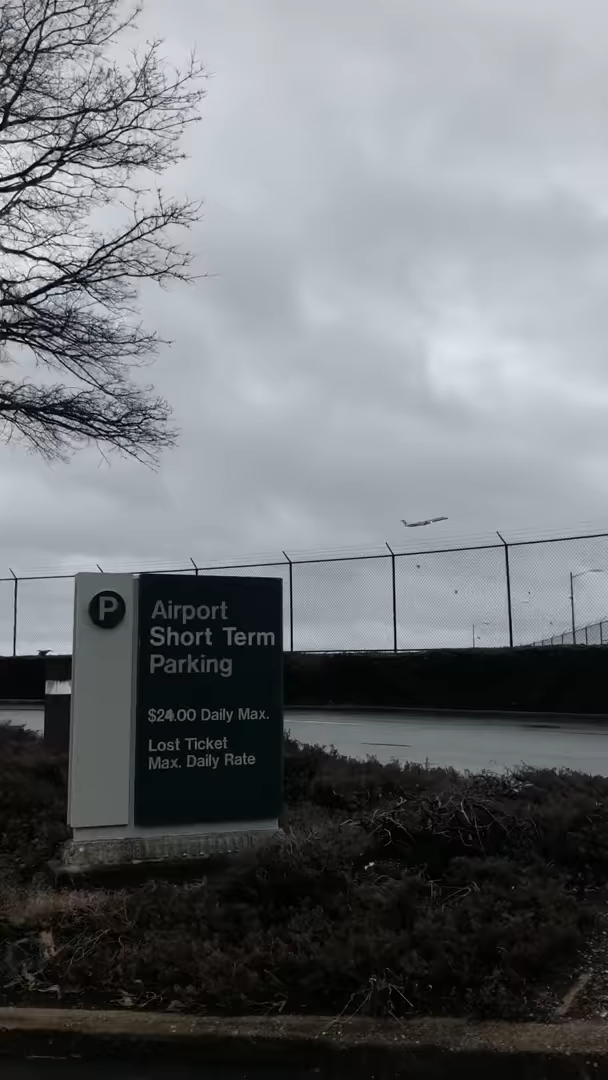 P
Airport
Short Term
Parking
$24.00 Daily Max.
Lost Ticket
Max. Daily Rate